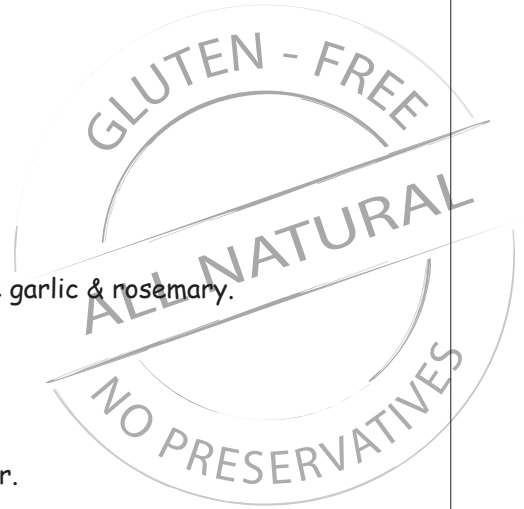 GLUTEN - FREE
ALL NATURAL
garlic & rosemary.
NO PRESERVATIVES
r.